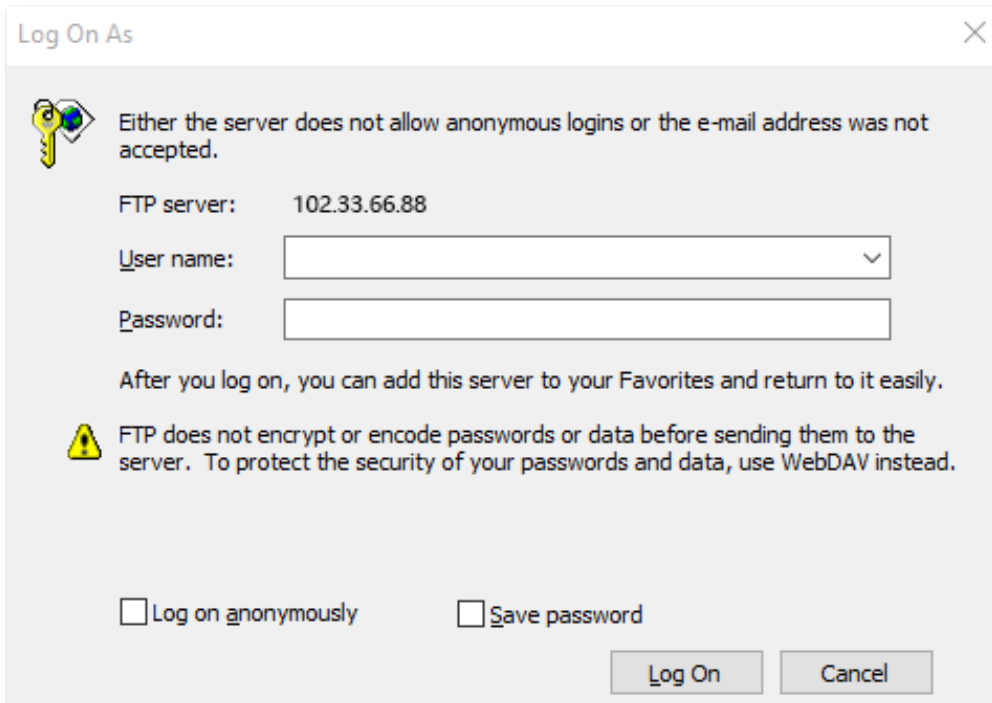 Log On As
Either the server does not allow anonymous logins or the e-mail address was not
accepted.
FTP server: 102.33.66.88
User name:
Password:
After you log on, you can add this server to your Favorites and return to it easily.
FTP does not encrypt or encode passwords or data before sending them to the
server. To protect the security of your passwords and data, use WebDAV instead.
Log on anonymously Save password
Log On Cancel